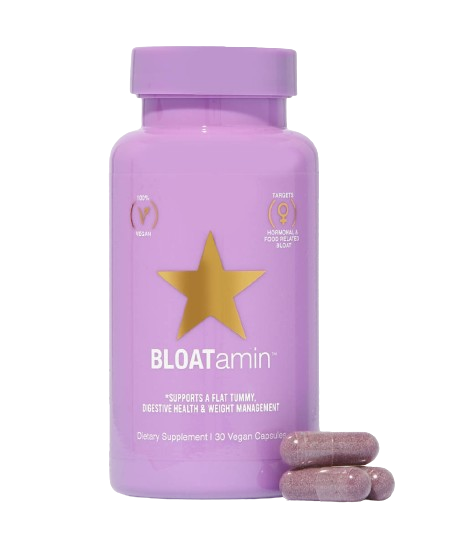 100%
VEGAN
TARGETS
HORMONAL &
FOOD RELATED
BLOAT
BLOATamin™
*SUPPORTS A FLAT TUMMY,
DIGESTIVE HEALTH & WEIGHT MANAGEMENT
Dietary Supplement | 30 Vegan Capsules